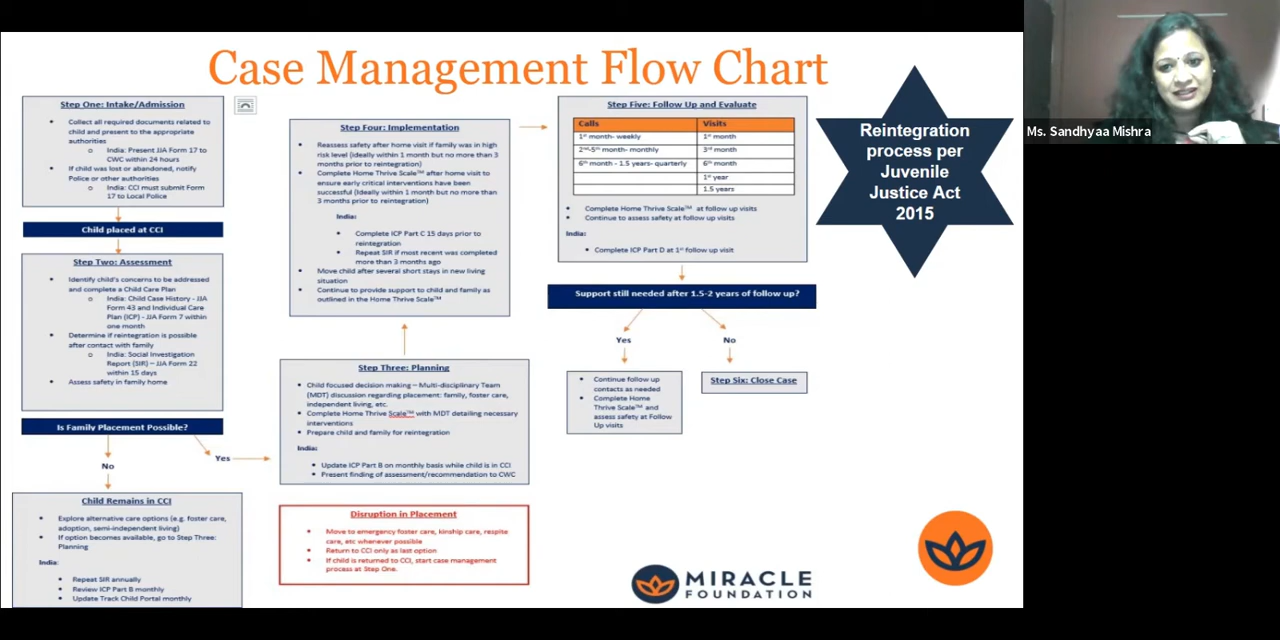 Case Management Flow Chart
Step One: Intake/Admission
Collect all required documents related to
child and present to the appropriate
authorities
India: Present JJA Form 17 to
CWC within 24 hours
If child was lost or abandoned, notify
Police or other authorities
India: CCI must submit Form
17 to Local Police
Child placed at CCI
Step Two: Assessment
Identify child's concerns to be addressed
and complete a Child Care Plan
India: Child Case History - JJA
Form 43 and Individual Care
Plan (ICP) - JJA Form 7 within
one month
Determine if reintegration is possible
after contact with family
India: Social Investigation
Report (SIR) – JJA Form 22
within 15 days
Assess safety in family home
Is Family Placement Possible?
No
Yes
Child Remains in CCI
Explore alternative care options (e.g. foster care,
adoption, semi-independent living)
If option becomes available, go to Step Three:
Planning
India:
Repeat SIR annually
Review ICP Part B monthly
Update Track Child Portal monthly
Step Three: Planning
Child focused decision making – Multi-disciplinary Team
(MDT) discussion regarding placement: family, foster care,
independent living, etc.
Complete Home Thrive Scale™ with MDT detailing necessary
interventions
Prepare child and family for reintegration
India:
Update ICP Part B on monthly basis while child is in CCI
Present finding of assessment/recommendation to CWC
Disruption in Placement
Move to emergency foster care, kinship care, respite
care, etc whenever possible
Return to CCI only as last option
If child is returned to CCI, start case management
process at Step One.
Step Four: Implementation
Reassess safety after home visit if family was in high
risk level (ideally within 1 month but no more than 3
months prior to reintegration)
Complete Home Thrive Scale™ after home visit to
ensure early critical interventions have been
successful (Ideally within 1 month but no more than
3 months prior to reintegration)
India:
Complete ICP Part C 15 days prior to
reintegration
Repeat SIR if most recent was completed
more than 3 months ago
Move child after several short stays in new living
situation
Continue to provide support to child and family as
outlined in the Home Thrive Scale™
Step Five: Follow Up and Evaluate
Calls Visits
1st month- weekly 1st month
2nd-5th month- monthly 3rd month
6th month - 1.5 years- quarterly 6th month
1st year
1.5 years
Complete Home Thrive Scale™ at follow up visits
Continue to assess safety at follow up visits
India:
Complete ICP Part D at 1st follow up visit
Support still needed after 1.5-2 years of follow up?
Yes
No
Continue follow up
contacts as needed
Complete Home
Thrive Scale™ and
assess safety at Follow
Up visits
Step Six: Close Case
Reintegration
process per
Juvenile
Justice Act
2015
MIRACLE
FOUNDATION
Ms. Sandhyaa Mishra